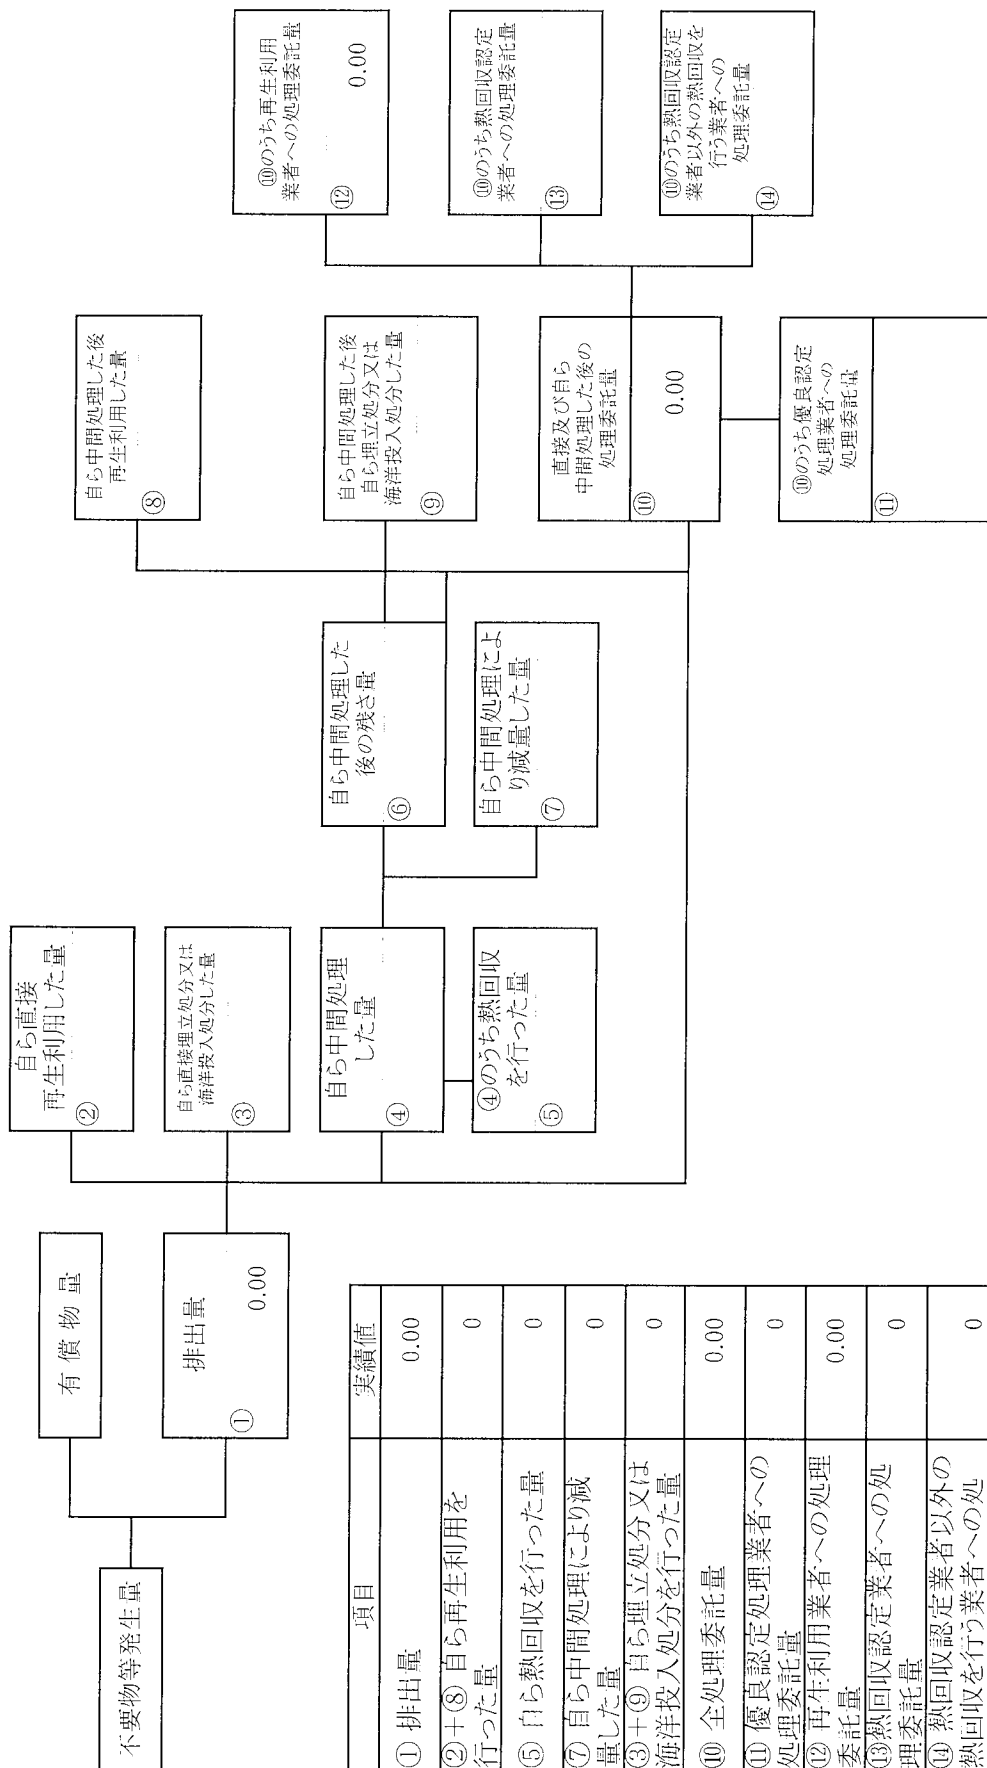 不要物等発生量
有償物量
排出量
①
0.00
自ら直接
再生利用した量
②
自ら直接埋立処分又は
海洋投入処分した量
③
自ら中間処理
した量
④
④のうち熱回収
を行った量
⑤
自ら中間処理した
後の残さ量
⑥
自ら中間処理によ
り減量した量
⑦
自ら中間処理した後
再生利用した量
⑧
自ら中間処理した後
自ら埋立処分又は
海洋投入処分した量
⑨
直接及び自ら
中間処理した後の
処理委託量
⑩
0.00
⑩のうち優良認定
処理業者への
処理委託量
⑪
⑩のうち再生利用
業者への処理委託量
⑫
0.00
⑩のうち熱回収認定
業者への処理委託量
⑬
⑩のうち熱回収認定
業者以外の熱回収を
行う業者への
処理委託量
⑭
項目 実績値
① 排出量 0.00
②+⑧ 自ら再生利用を
行った量 0
⑤ 自ら熱回収を行った量 0
⑦ 自ら中間処理により減
量した量 0
③+⑨ 自ら埋立処分又は
海洋投入処分を行った量 0
⑩ 全処理委託量 0.00
⑪ 優良認定処理業者への
処理委託量 0
⑫ 再生利用業者への処理
委託量 0.00
⑬熱回収認定業者への処
理委託量 0
⑭ 熱回収認定業者以外の
熱回収を行う業者への処 0